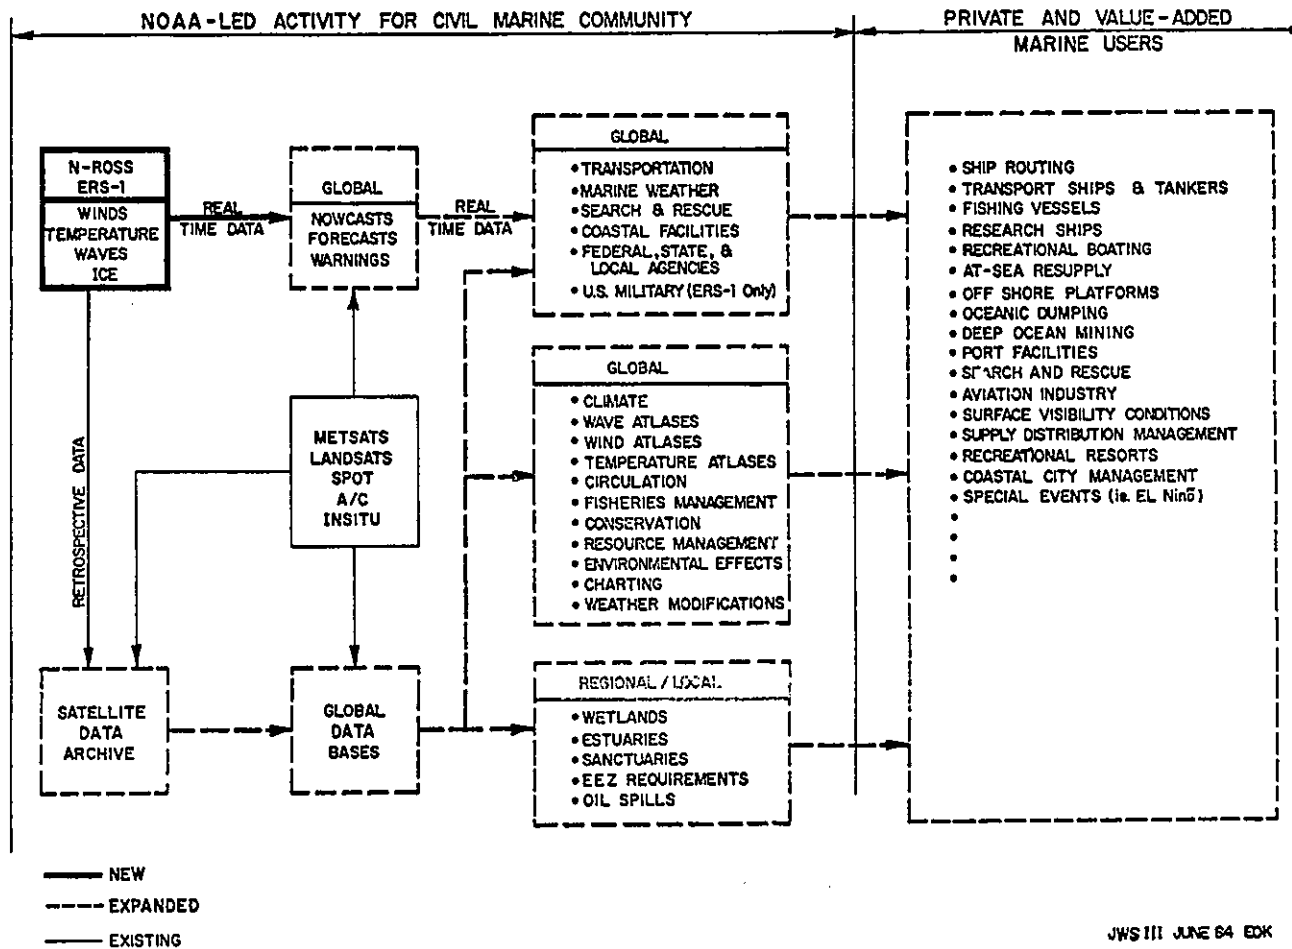 NOAA-LED ACTIVITY FOR CIVIL MARINE COMMUNITY
PRIVATE AND VALUE-ADDED
MARINE USERS
N-ROSS
ERS-1
WINDS
TEMPERATURE
WAVES
ICE
REAL
TIME DATA
GLOBAL
NOWCASTS
FORECASTS
WARNINGS
REAL
TIME DATA
GLOBAL
• TRANSPORTATION
• MARINE WEATHER
• SEARCH & RESCUE
• COASTAL FACILITIES
• FEDERAL, STATE, &
LOCAL AGENCIES
• U.S. MILITARY (ERS-1 Only)
• SHIP ROUTING
• TRANSPORT SHIPS & TANKERS
• FISHING VESSELS
• RESEARCH SHIPS
• RECREATIONAL BOATING
• AT-SEA RESUPPLY
• OFF SHORE PLATFORMS
• OCEANIC DUMPING
• DEEP OCEAN MINING
• PORT FACILITIES
• SEARCH AND RESCUE
• AVIATION INDUSTRY
• SURFACE VISIBILITY CONDITIONS
• SUPPLY DISTRIBUTION MANAGEMENT
• RECREATIONAL RESORTS
• COASTAL CITY MANAGEMENT
• SPECIAL EVENTS (ie. EL Ninõ)
•
•
•
•
RETROSPECTIVE DATA
METSATS
LANDSATS
SPOT
A/C
INSITU
GLOBAL
• CLIMATE
• WAVE ATLASES
• WIND ATLASES
• TEMPERATURE ATLASES
• CIRCULATION
• FISHERIES MANAGEMENT
• CONSERVATION
• RESOURCE MANAGEMENT
• ENVIRONMENTAL EFFECTS
• CHARTING
• WEATHER MODIFICATIONS
SATELLITE
DATA
ARCHIVE
GLOBAL
DATA
BASES
REGIONAL / LOCAL
• WETLANDS
• ESTUARIES
• SANCTUARIES
• EEZ REQUIREMENTS
• OIL SPILLS
NEW
EXPANDED
EXISTING
JWS III JUNE 84 EDK